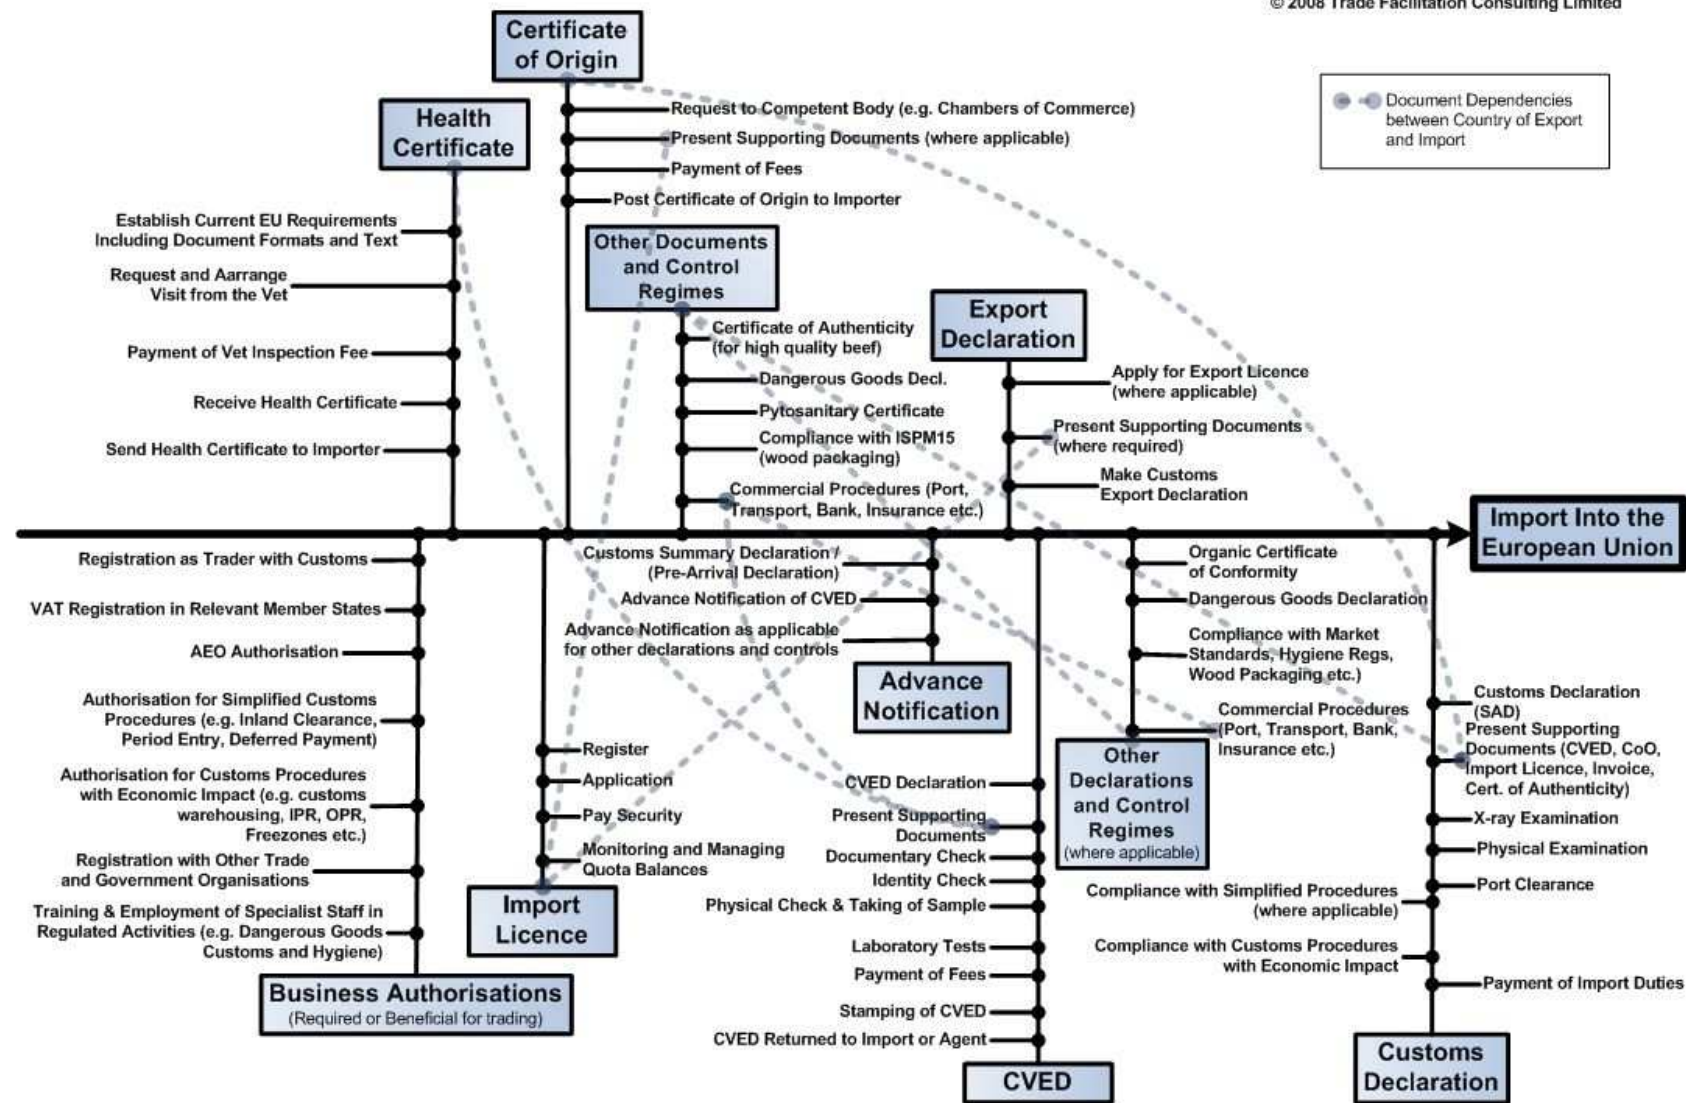 © 2008 Trade Facilitation Consulting Limited
Certificate
of Origin
Document Dependencies
between Country of Export
and Import
Health
Certificate
Request to Competent Body (e.g. Chambers of Commerce)
Present Supporting Documents (where applicable)
Payment of Fees
Post Certificate of Origin to Importer
Establish Current EU Requirements
Including Document Formats and Text
Request and Aarrange
Visit from the Vet
Payment of Vet Inspection Fee
Receive Health Certificate
Send Health Certificate to Importer
Other Documents
and Control
Regimes
Certificate of Authenticity
(for high quality beef)
Dangerous Goods Decl.
Pytosanitary Certificate
Compliance with ISPM15
(wood packaging)
Commercial Procedures (Port,
Transport, Bank, Insurance etc.)
Export
Declaration
Apply for Export Licence
(where applicable)
Present Supporting Documents
(where required)
Make Customs
Export Declaration
Import Into the
European Union
Registration as Trader with Customs
VAT Registration in Relevant Member States
AEO Authorisation
Authorisation for Simplified Customs
Procedures (e.g. Inland Clearance,
Period Entry, Deferred Payment)
Authorisation for Customs Procedures
with Economic Impact (e.g. customs
warehousing, IPR, OPR,
Freezones etc.)
Registration with Other Trade
and Government Organisations
Training & Employment of Specialist Staff in
Regulated Activities (e.g. Dangerous Goods
Customs and Hygiene)
Business Authorisations
(Required or Beneficial for trading)
Register
Application
Pay Security
Monitoring and Managing
Quota Balances
Import
Licence
Customs Summary Declaration /
(Pre-Arrival Declaration)
Advance Notification of CVED
Advance Notification as applicable
for other declarations and controls
Advance
Notification
CVED Declaration
Present Supporting
Documents
Documentary Check
Identity Check
Physical Check & Taking of Sample
Laboratory Tests
Payment of Fees
Stamping of CVED
CVED Returned to Import or Agent
CVED
Organic Certificate
of Conformity
Dangerous Goods Declaration
Compliance with Market
Standards, Hygiene Regs,
Wood Packaging etc.)
Commercial Procedures
(Port, Transport, Bank,
Insurance etc.)
Other
Declarations
and Control
Regimes
(where applicable)
Customs Declaration
(SAD)
Present Supporting
Documents (CVED, CoO,
Import Licence, Invoice,
Cert. of Authenticity)
X-ray Examination
Physical Examination
Port Clearance
Compliance with Simplified Procedures
(where applicable)
Compliance with Customs Procedures
with Economic Impact
Payment of Import Duties
Customs
Declaration